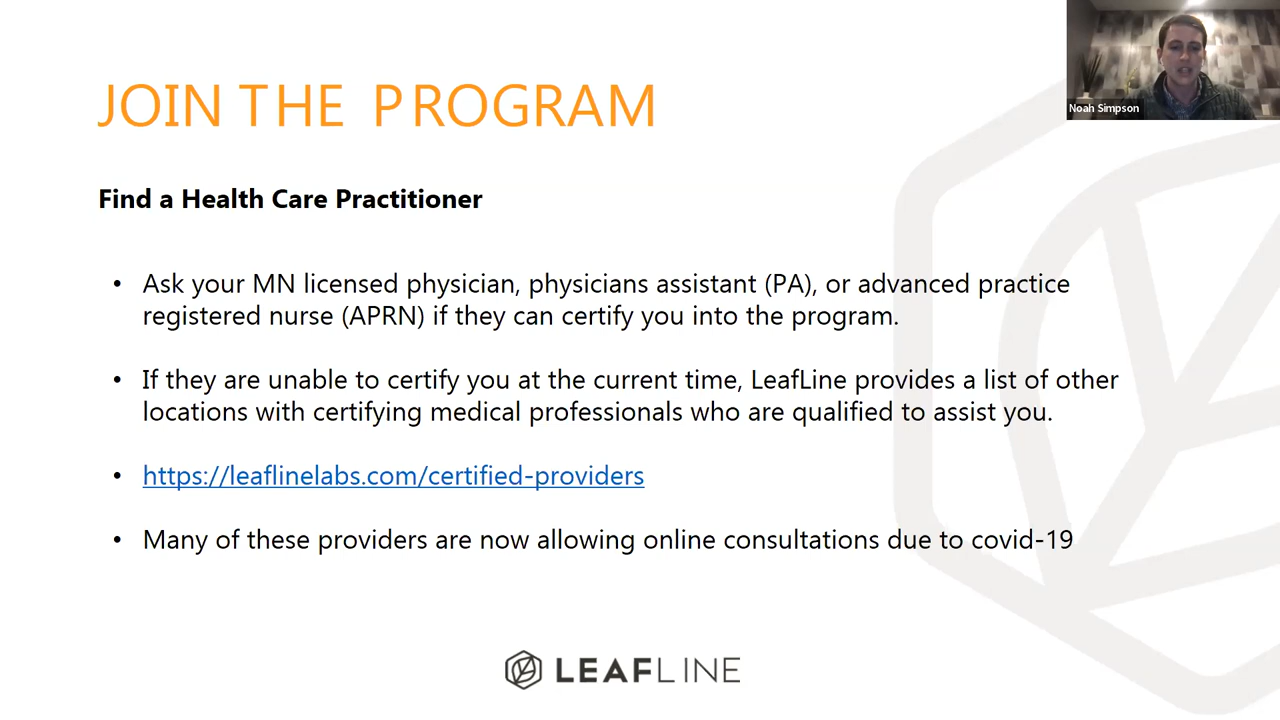 JOIN THE PROGRAM
Noah Simpson
Find a Health Care Practitioner
• Ask your MN licensed physician, physicians assistant (PA), or advanced practice
registered nurse (APRN) if they can certify you into the program.
• If they are unable to certify you at the current time, LeafLine provides a list of other
locations with certifying medical professionals who are qualified to assist you.
• https://leaflinelabs.com/certified-providers
• Many of these providers are now allowing online consultations due to covid-19
LEAFLINE